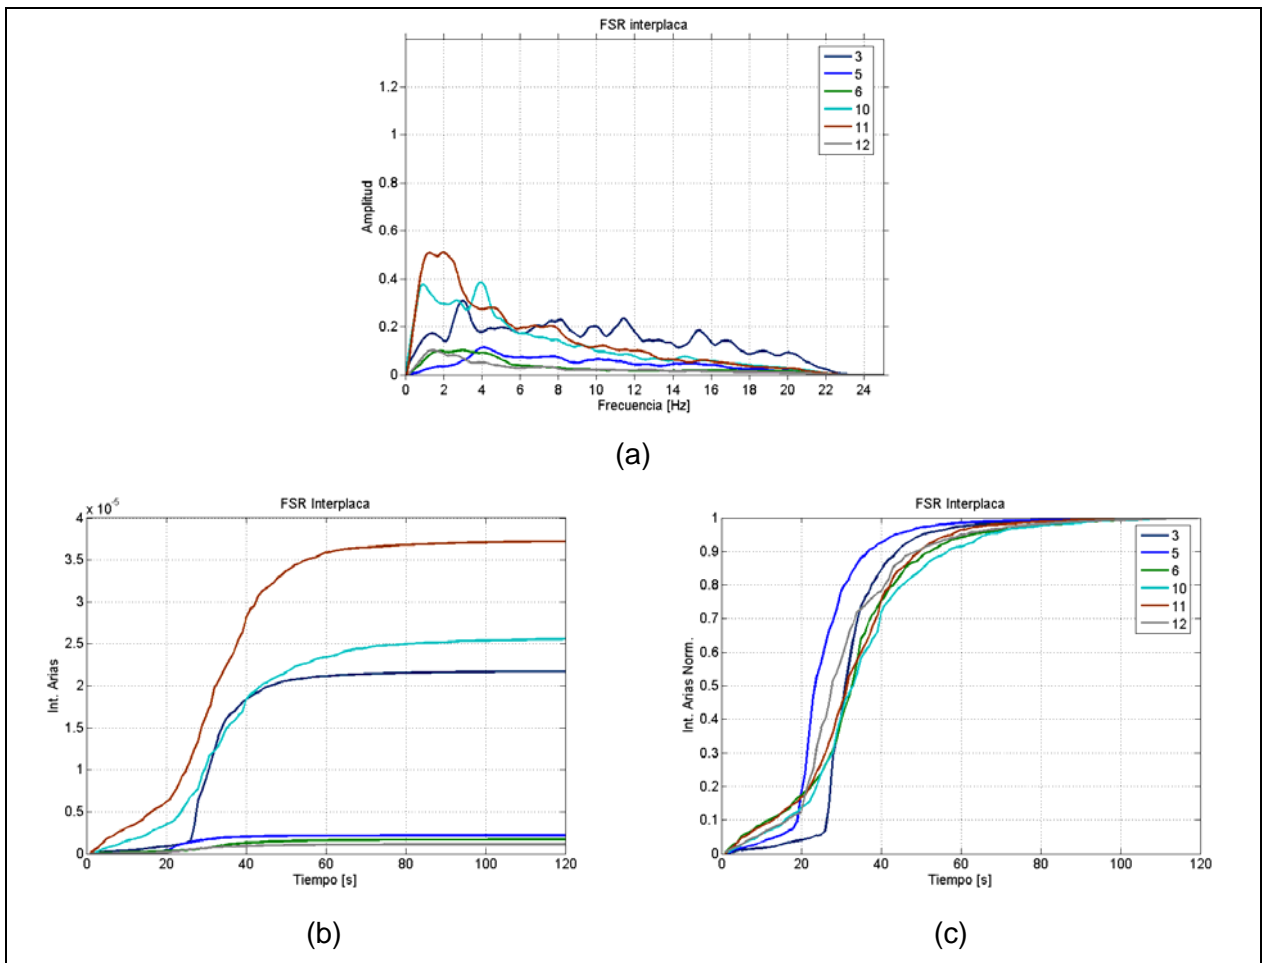 FSR interplaca
3
5
6
10
11
12
1.2
1
0.8
0.6
0.4
0.2
0
Amplitud
0 2 4 6 8 10 12 14 16 18 20 22 24
Frecuencia [Hz]
(a)
FSR Interplaca
x 10-5
4
3.5
3
2.5
2
1.5
1
0.5
0
Int. Arias
0 20 40 60 80 100 120
Tiempo [s]
(b)
FSR Interplaca
3
5
6
10
11
12
1
0.9
0.8
0.7
0.6
0.5
0.4
0.3
0.2
0.1
0
Int. Arias Norm.
0 20 40 60 80 100 120
Tiempo [s]
(c)